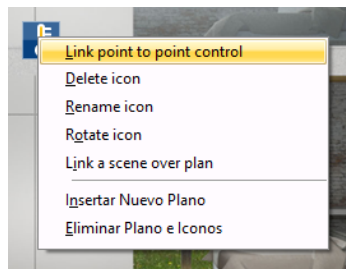 Link point to point control
Delete icon
Rename icon
Rotate icon
Link a scene over plan
Insertar Nuevo Plano
Eliminar Plano e Iconos